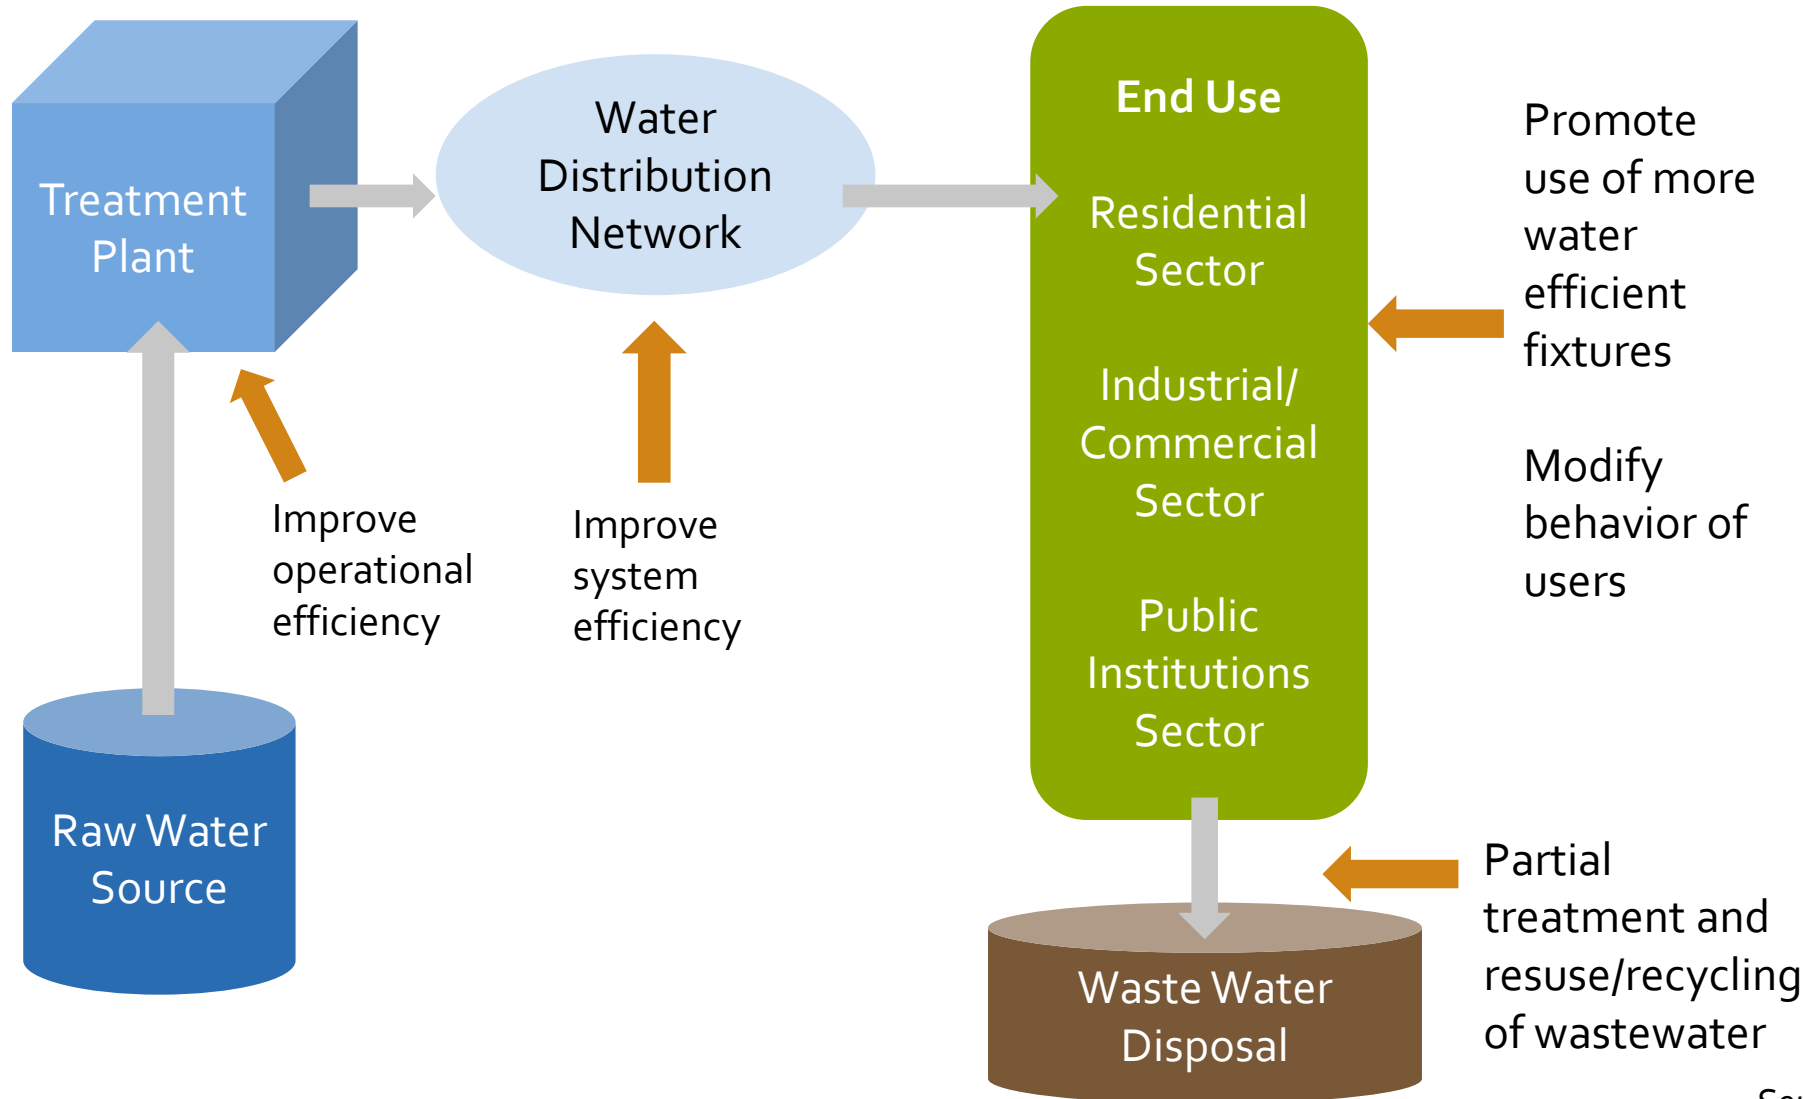 Treatment
Plant
Water
Distribution
Network
End Use
Residential
Sector
Industrial/
Commercial
Sector
Public
Institutions
Sector
Promote
use of more
water
efficient
fixtures
Modify
behavior of
users
Improve
operational
efficiency
Improve
system
efficiency
Raw Water
Source
Waste Water
Disposal
Partial
treatment and
resuse/recycling
of wastewater